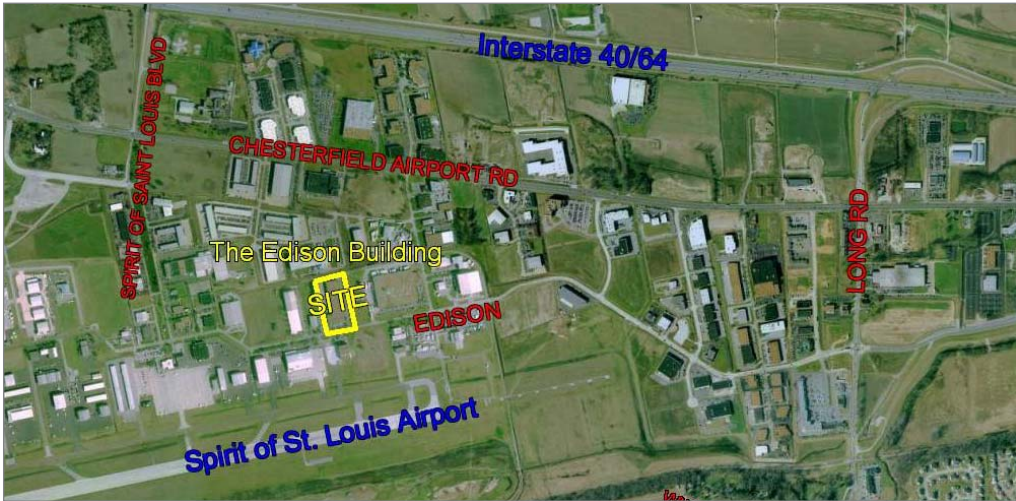 Interstate 40/64
SPIRIT OF SAINT LOUIS BLVD
CHESTERFIELD AIRPORT RD
LONG RD
The Edison Building
SITE
EDISON
Spirit of St. Louis Airport